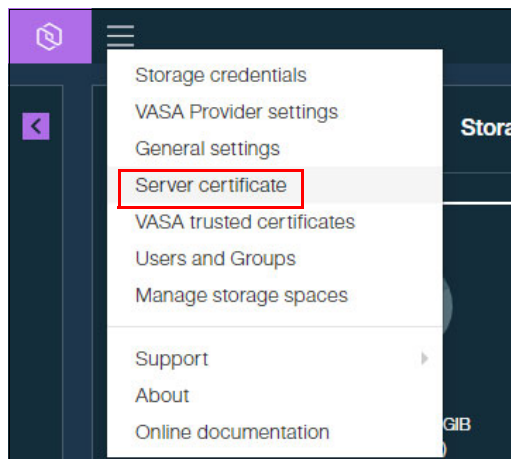 Storage credentials
VASA Provider settings
Stora
General settings
Server certificate
VASA trusted certificates
Users and Groups
Manage storage spaces
Support
About
GIB
Online documentation
)